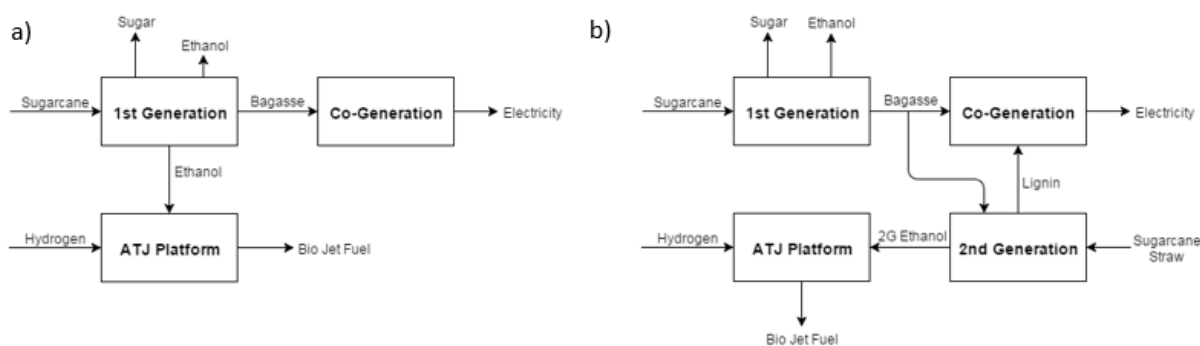 a)
Sugar
Ethanol
Sugarcane
1st Generation
Bagasse
Co-Generation
Electricity
Ethanol
Hydrogen
ATJ Platform
Bio Jet Fuel
b)
Sugar
Ethanol
Sugarcane
1st Generation
Bagasse
Co-Generation
Electricity
Lignin
Hydrogen
ATJ Platform
2G Ethanol
2nd Generation
Sugarcane
Straw
Bio Jet Fuel